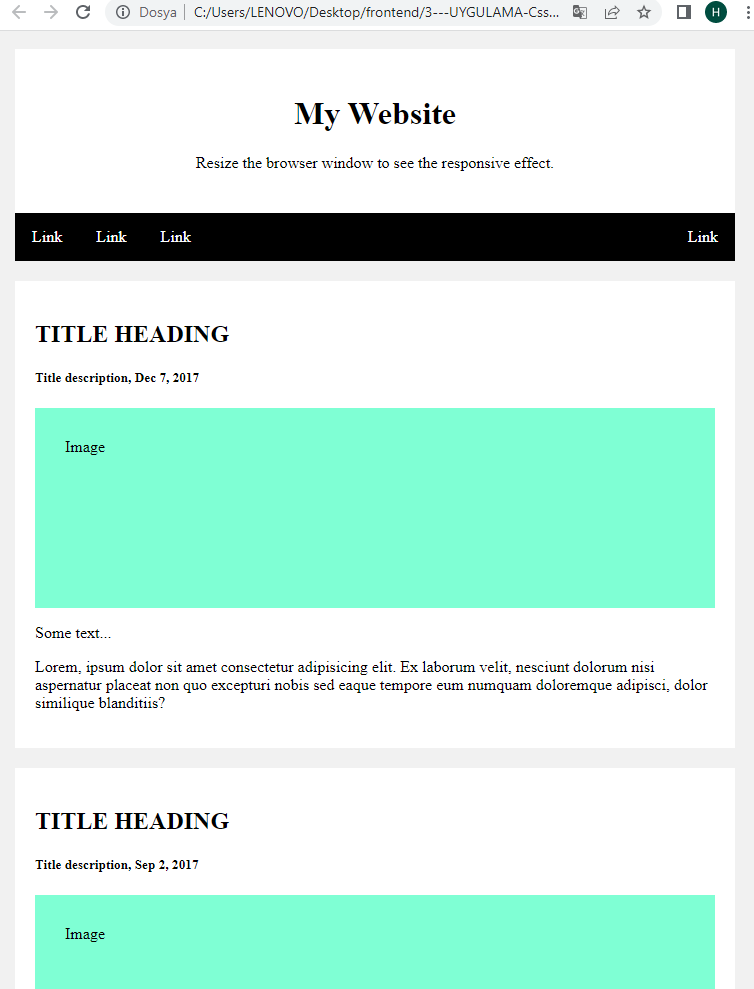 Dosya C:/Users/LENOVO/Desktop/frontend/3---UYGULAMA-Css... H
My Website
Resize the browser window to see the responsive effect.
Link Link Link Link
TITLE HEADING
Title description, Dec 7, 2017
Image
Some text...
Lorem, ipsum dolor sit amet consectetur adipisicing elit. Ex laborum velit, nesciunt dolorum nisi
aspernatur placeat non quo excepturi nobis sed eaque tempore eum numquam doloremque adipisci, dolor
similique blanditiis?
TITLE HEADING
Title description, Sep 2, 2017
Image